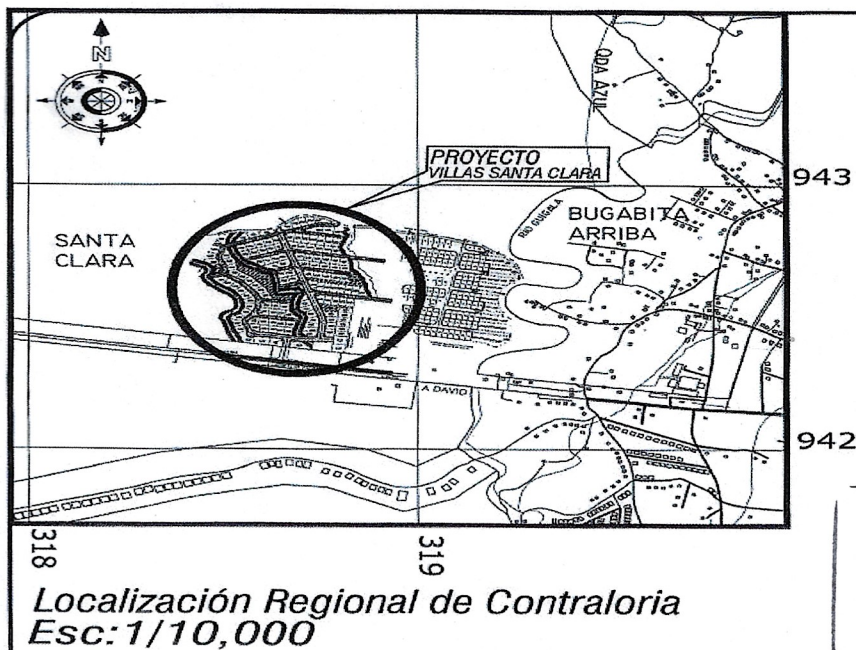 N
QDA AZUL
PROYECTO
VILLAS SANTA CLARA
943
RIO GUIGALA
BUGABITA
ARRIBA
SANTA
CLARA
A DAVID
942
318
319
Localización Regional de Contraloria
Esc:1/10,000